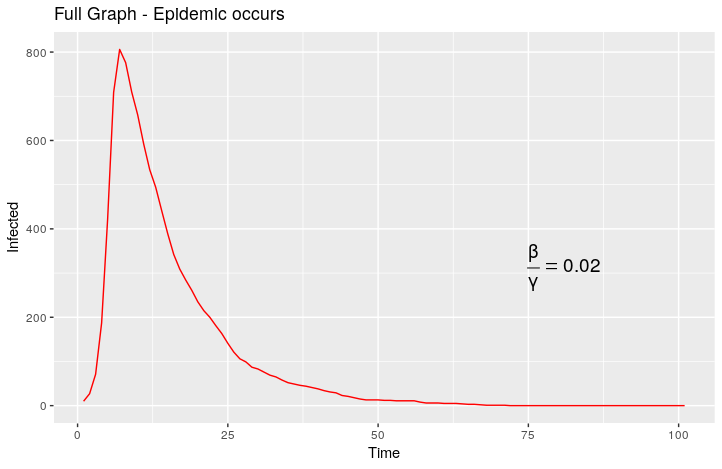 Full Graph - Epidemic occurs
800
600
400
200
0
Infected
β
γ
= 0.02
0 25 50 75 100
Time